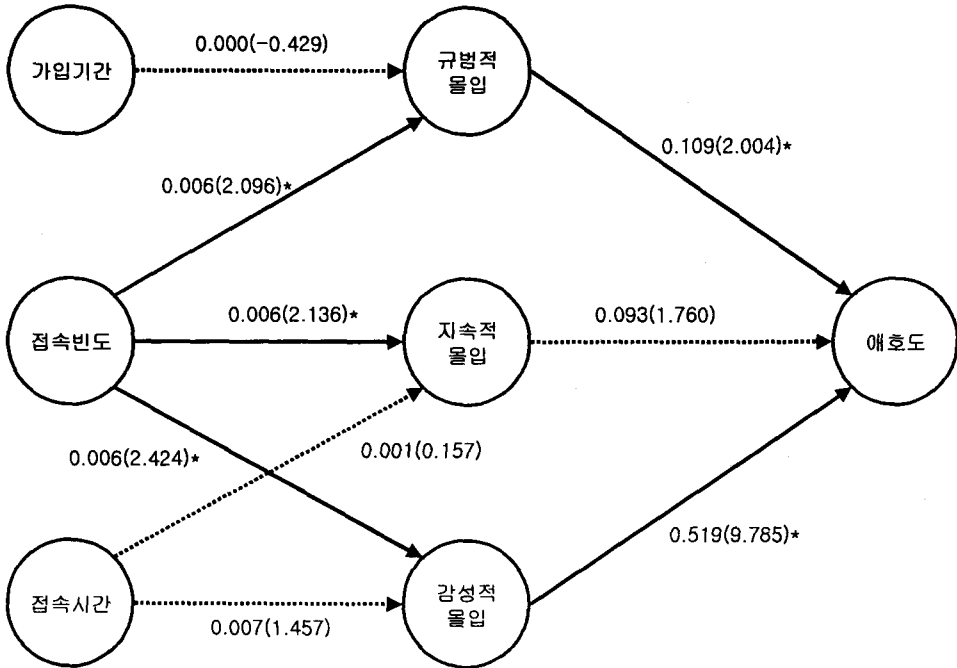 0.000(-0.429)
가입기간
규범적
몰입
0.109(2.004)*
0.006(2.096)*
0.006(2.136)*
0.093(1.760)
접속빈도
지속적
몰입
애호도
0.006(2.424)*
0.001(0.157)
0.519(9.785)*
접속시간
감성적
몰입
0.007(1.457)